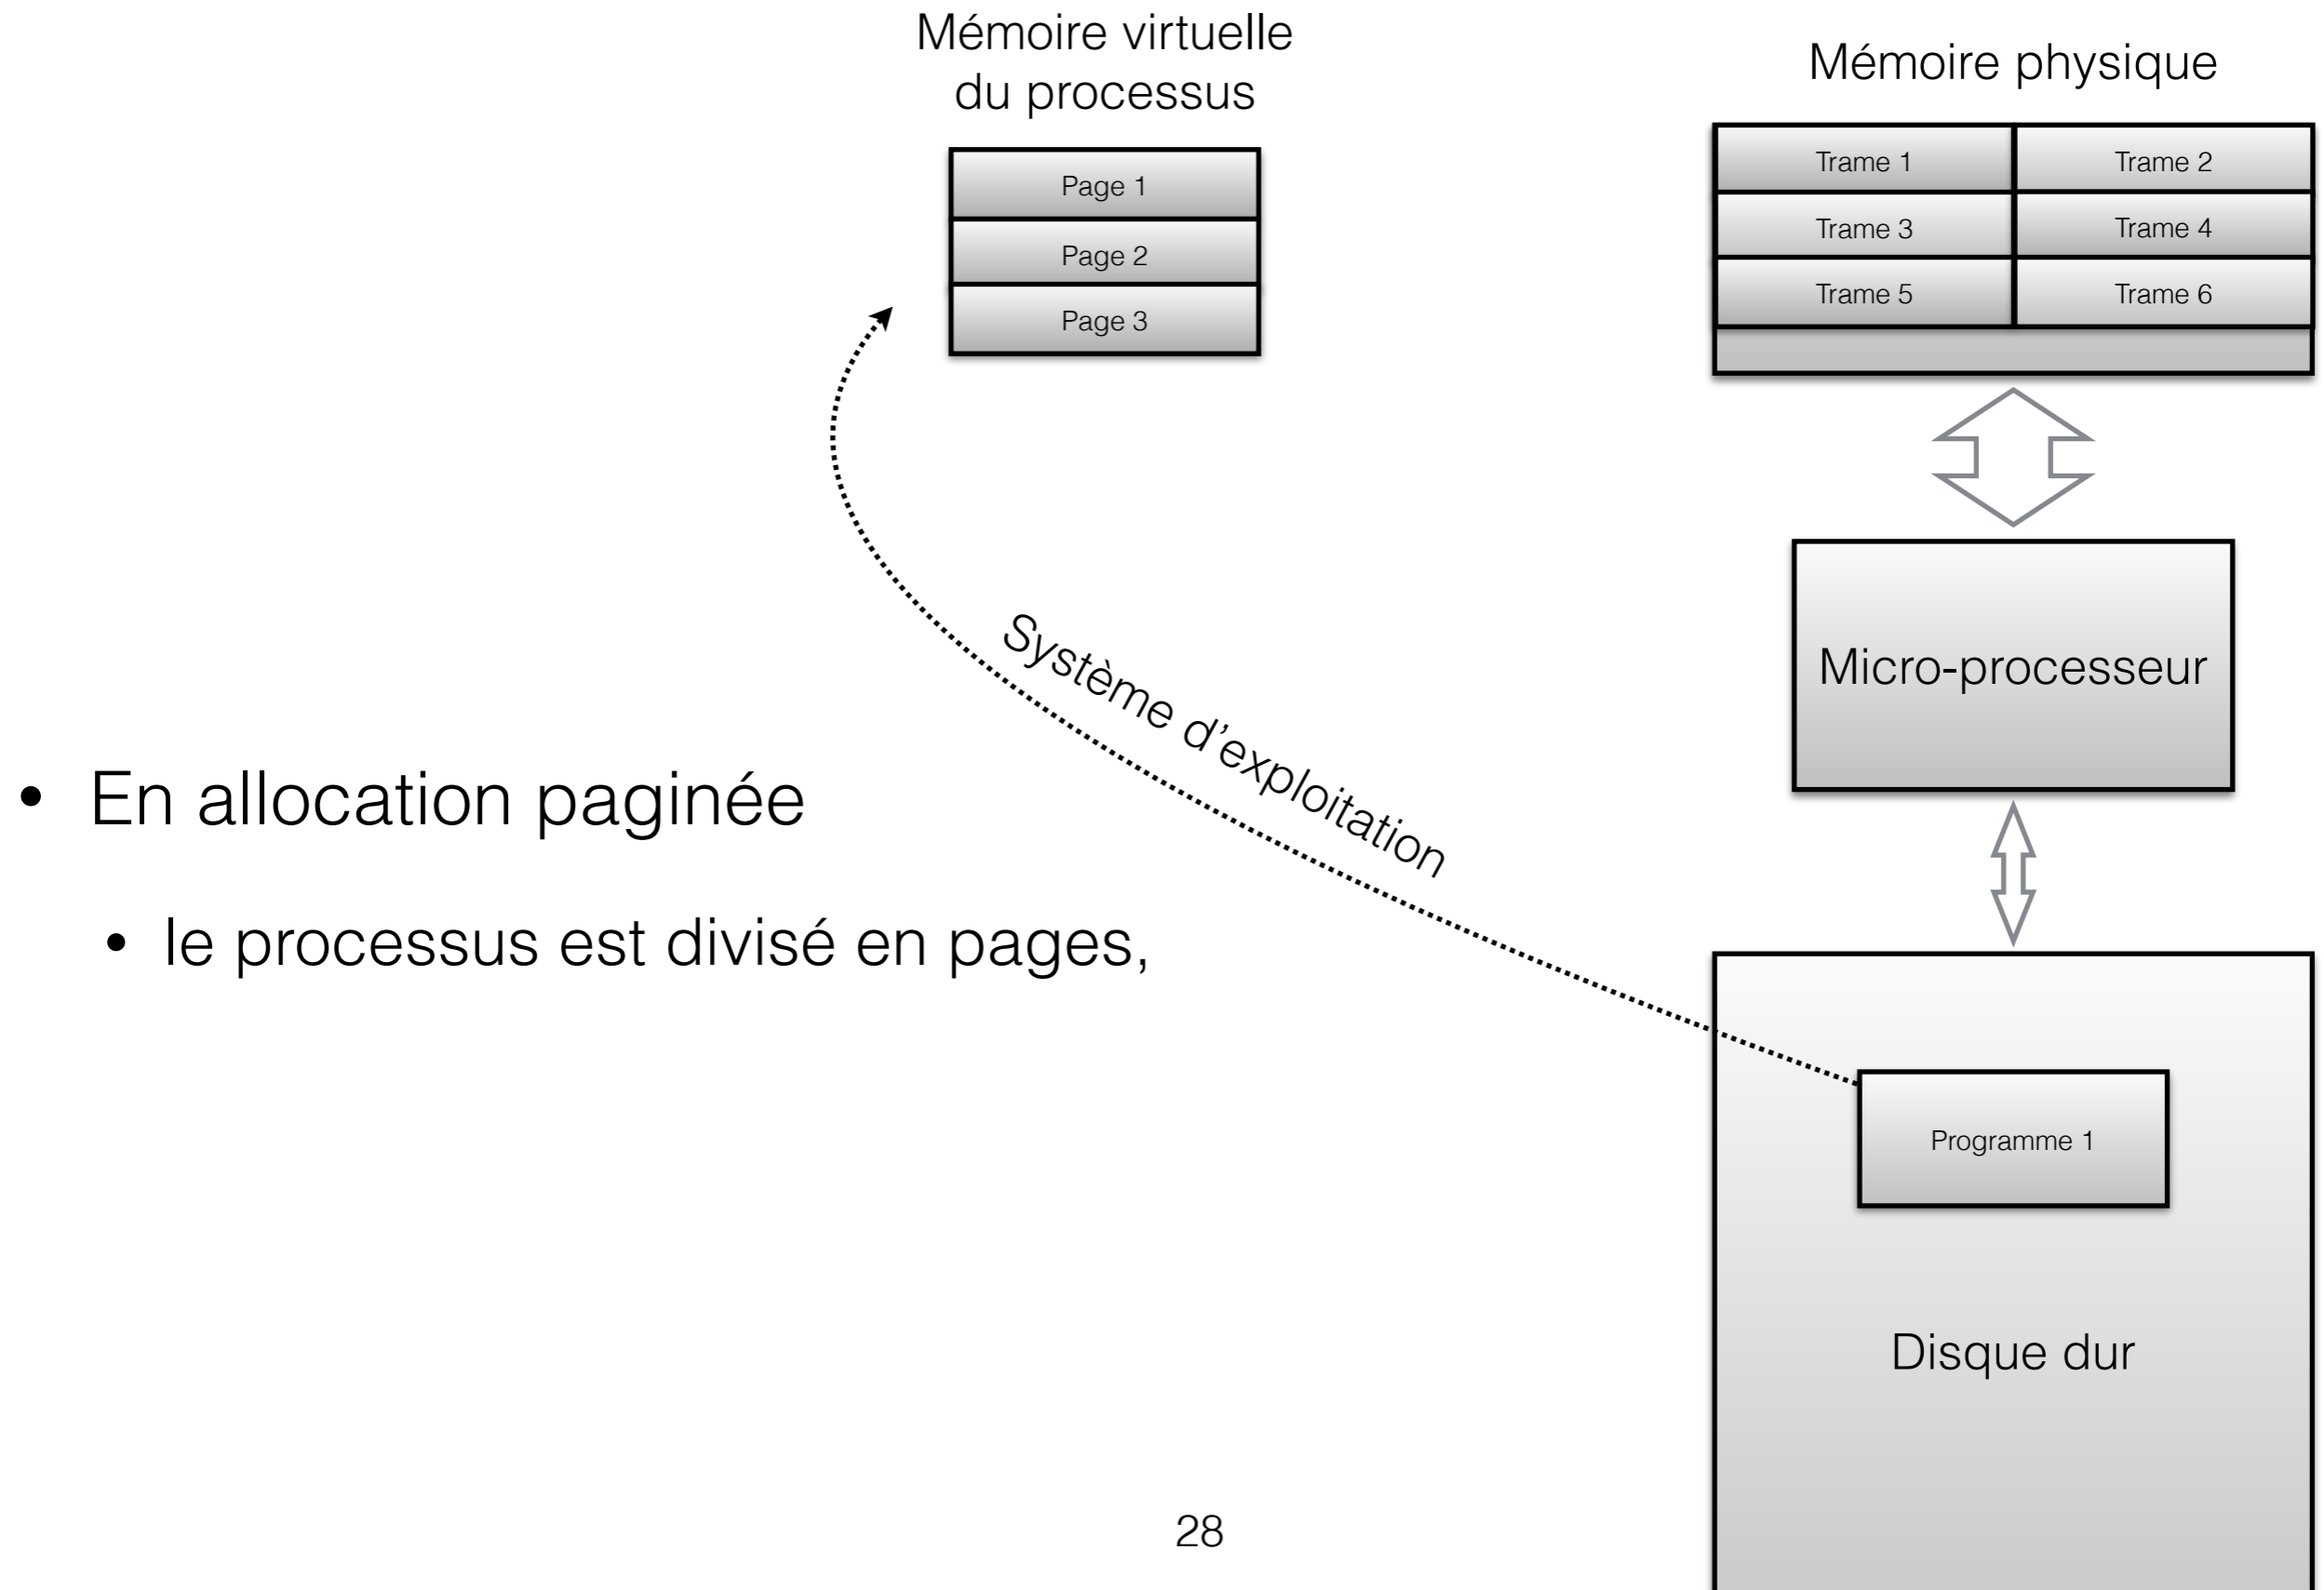 Mémoire virtuelle
du processus
Mémoire physique
Page 1
Page 2
Page 3
Trame 1
Trame 2
Trame 3
Trame 4
Trame 5
Trame 6
Système d’exploitation
Micro-processeur
• En allocation paginée
• le processus est divisé en pages,
Programme 1
Disque dur
28